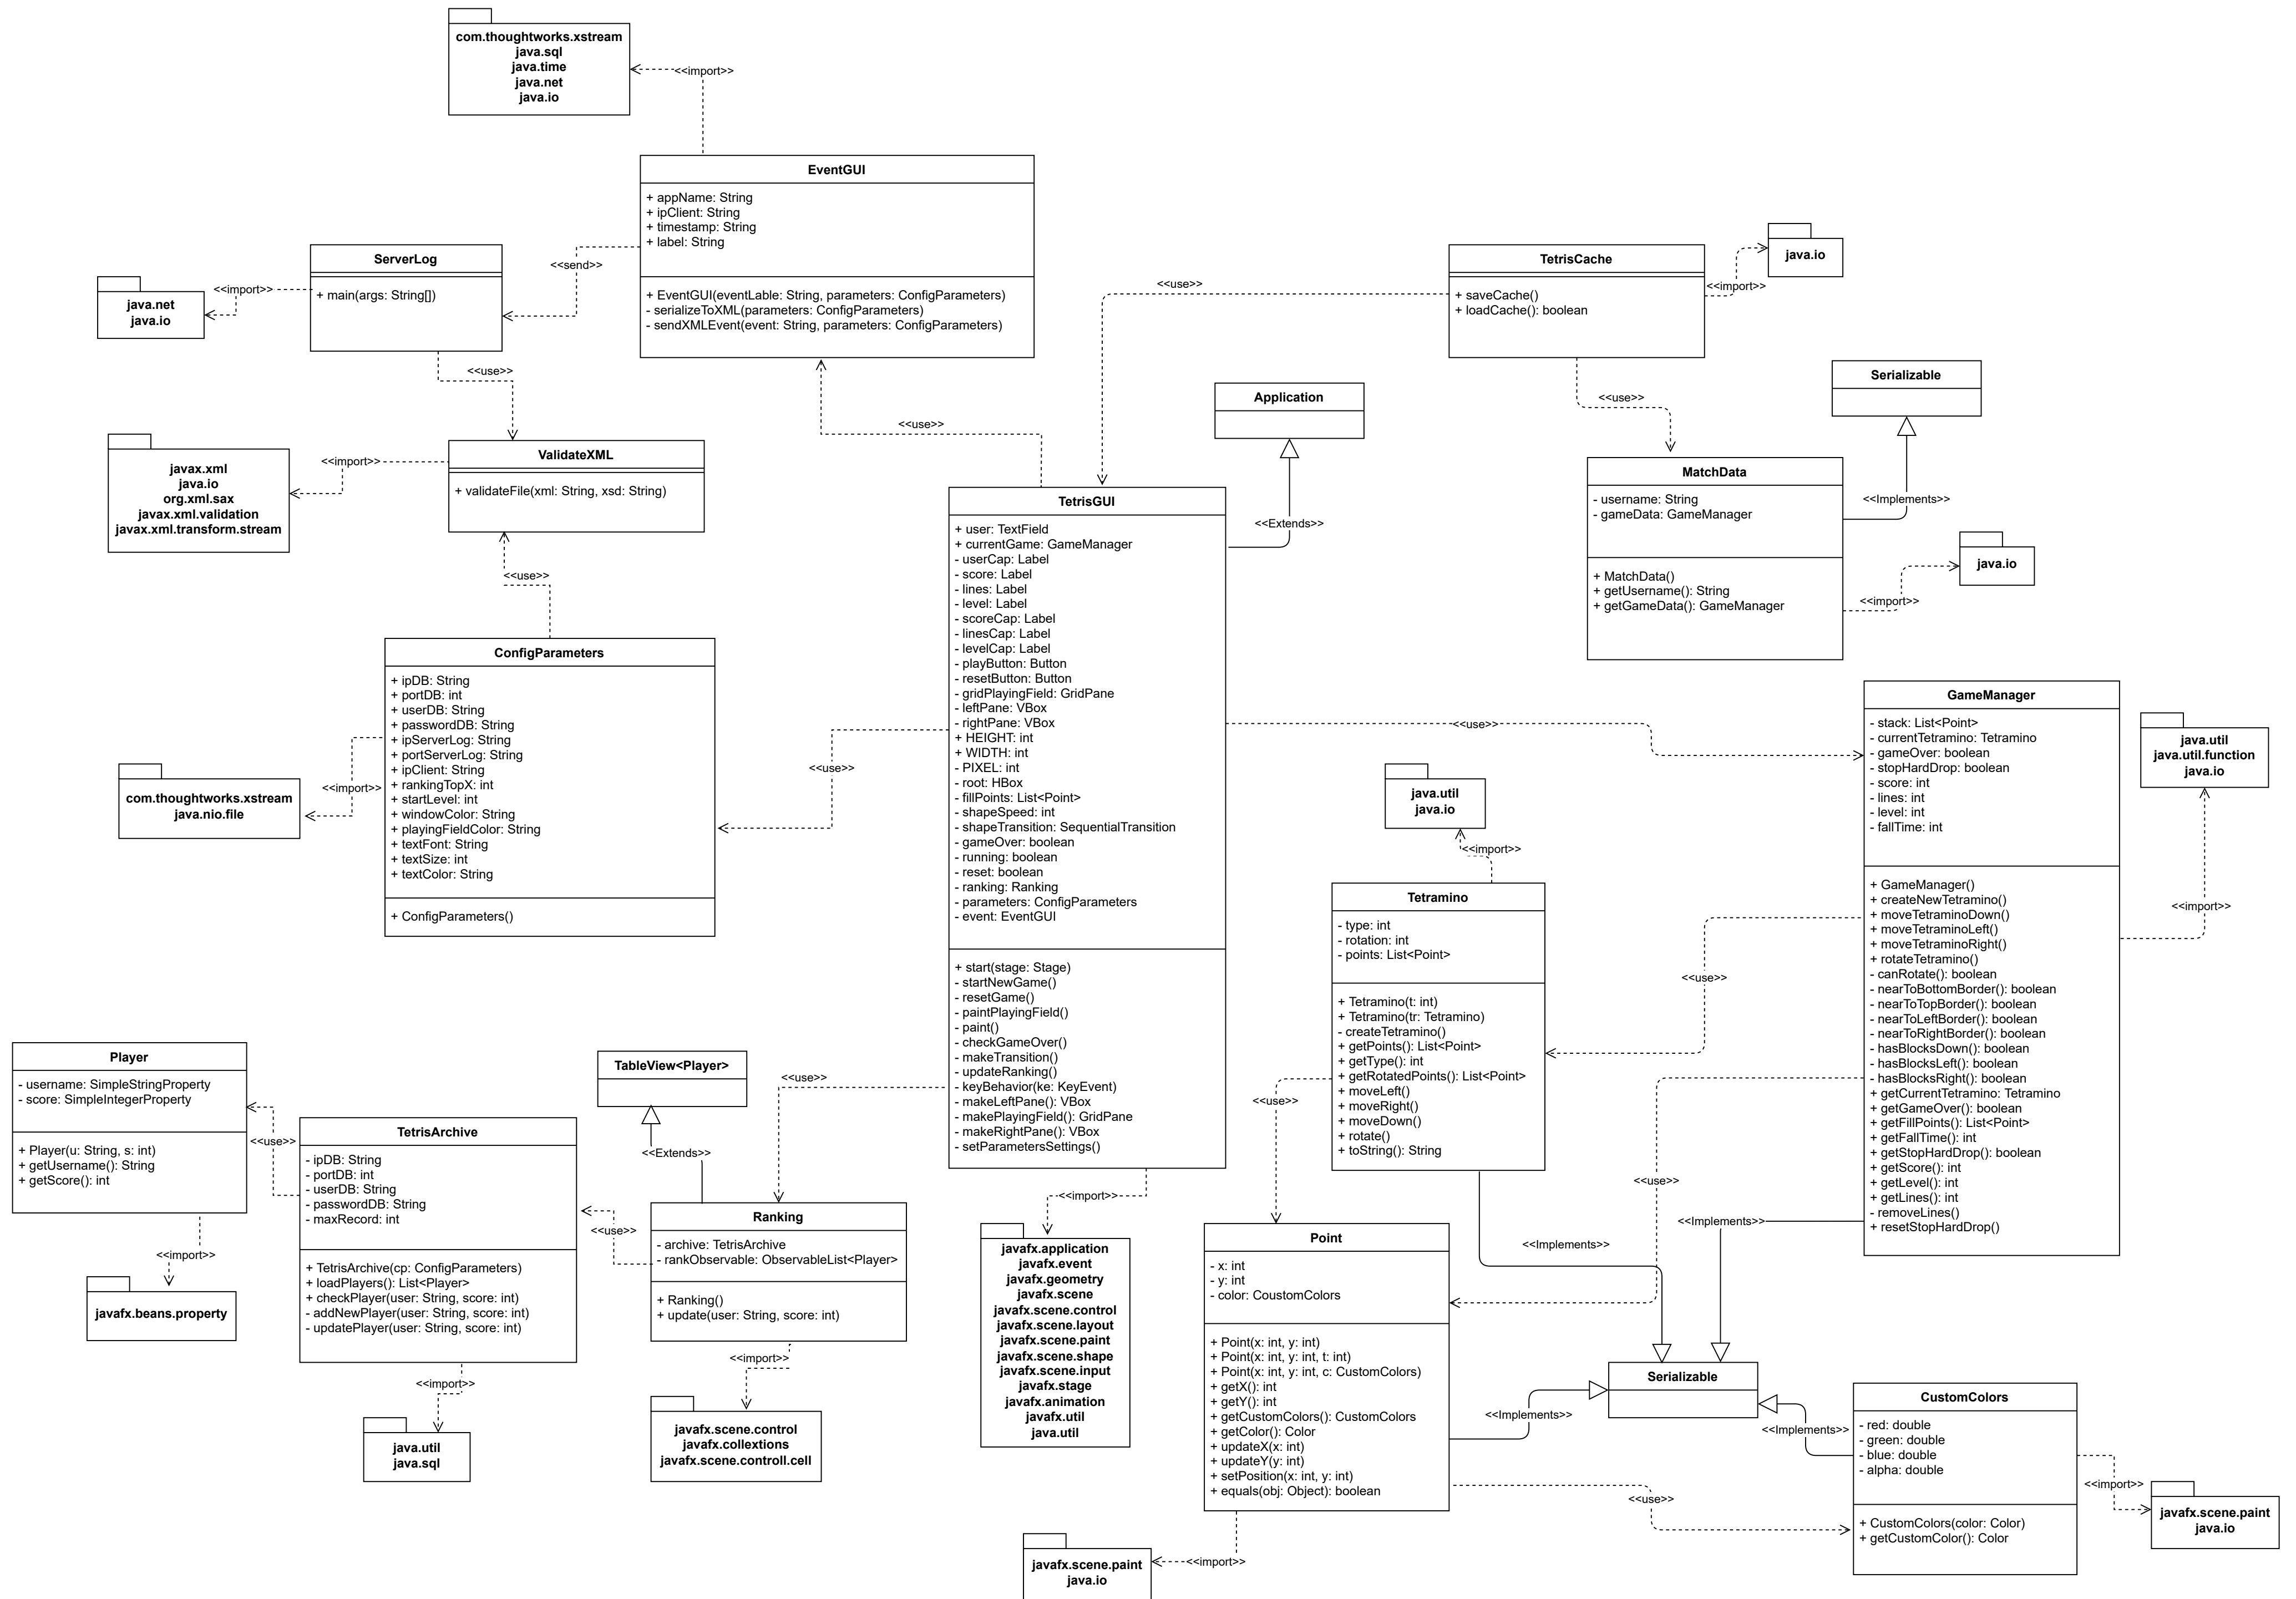 com.thoughtworks.xstream
java.sql
java.time
java.net
java.io
<<import>>
EventGUI
+ appName: String
+ ipClient: String
+ timestamp: String
+ label: String
+ EventGUI(eventLable: String, parameters: ConfigParameters)
- serializeToXML(parameters: ConfigParameters)
- sendXMLEvent(event: String, parameters: ConfigParameters)
<<send>>
ServerLog
+ main(args: String[])
<<import>>
java.net
java.io
<<use>>
TetrisCache
+ saveCache()
+ loadCache(): boolean
<<import>>
java.io
<<use>>
<<use>>
Serializable
<<Implements>>
MatchData
- username: String
- gameData: GameManager
+ MatchData()
+ getUsername(): String
+ getGameData(): GameManager
<<import>>
java.io
Application
<<Extends>>
<<use>>
javax.xml
java.io
org.xml.sax
javax.xml.validation
javax.xml.transform.stream
<<import>>
ValidateXML
+ validateFile(xml: String, xsd: String)
<<use>>
ConfigParameters
+ ipDB: String
+ portDB: int
+ userDB: String
+ passwordDB: String
+ ipServerLog: String
+ portServerLog: String
+ ipClient: String
+ rankingTopX: int
+ startLevel: int
+ windowColor: String
+ playingFieldColor: String
+ textFont: String
+ textSize: int
+ textColor: String
+ ConfigParameters()
<<import>>
com.thoughtworks.xstream
java.nio.file
<<use>>
TetrisGUI
+ user: TextField
+ currentGame: GameManager
- userCap: Label
- score: Label
- lines: Label
- level: Label
- scoreCap: Label
- linesCap: Label
- levelCap: Label
- playButton: Button
- resetButton: Button
- gridPlayingField: GridPane
- leftPane: VBox
- rightPane: VBox
+ HEIGHT: int
+ WIDTH: int
- PIXEL: int
- root: HBox
- fillPoints: List<Point>
- shapeSpeed: int
- shapeTransition: SequentialTransition
- gameOver: boolean
- running: boolean
- reset: boolean
- ranking: Ranking
- parameters: ConfigParameters
- event: EventGUI
+ start(stage: Stage)
- startNewGame()
- resetGame()
- paintPlayingField()
- paint()
- checkGameOver()
- makeTransition()
- updateRanking()
- keyBehavior(ke: KeyEvent)
- makeLeftPane(): VBox
- makePlayingField(): GridPane
- makeRightPane(): VBox
- setParametersSettings()
<<use>>
GameManager
- stack: List<Point>
- currentTetramino: Tetramino
- gameOver: boolean
- stopHardDrop: boolean
- score: int
- lines: int
- level: int
- fallTime: int
+ GameManager()
+ createNewTetramino()
+ moveTetraminoDown()
+ moveTetraminoLeft()
+ moveTetraminoRight()
+ rotateTetramino()
- canRotate(): boolean
- nearToBottomBorder(): boolean
- nearToTopBorder(): boolean
- nearToLeftBorder(): boolean
- nearToRightBorder(): boolean
- hasBlocksDown(): boolean
- hasBlocksLeft(): boolean
- hasBlocksRight(): boolean
+ getCurrentTetramino: Tetramino
+ getGameOver(): boolean
+ getFillPoints(): List<Point>
+ getFallTime(): int
+ getStopHardDrop(): boolean
+ getScore(): int
+ getLevel(): int
+ getLines(): int
- removeLines()
+ resetStopHardDrop()
java.util
java.util.function
java.io
<<import>>
java.util
java.io
<<import>>
Tetramino
- type: int
- rotation: int
- points: List<Point>
+ Tetramino(t: int)
+ Tetramino(tr: Tetramino)
- createTetramino()
+ getPoints(): List<Point>
+ getType(): int
+ getRotatedPoints(): List<Point>
+ moveLeft()
+ moveRight()
+ moveDown()
+ rotate()
+ toString(): String
<<use>>
<<use>>
<<use>>
<<Implements>>
<<Implements>>
Player
- username: SimpleStringProperty
- score: SimpleIntegerProperty
+ Player(u: String, s: int)
+ getUsername(): String
+ getScore(): int
<<import>>
javafx.beans.property
<<use>>
TetrisArchive
- ipDB: String
- portDB: int
- userDB: String
- passwordDB: String
- maxRecord: int
+ TetrisArchive(cp: ConfigParameters)
+ loadPlayers(): List<Player>
+ checkPlayer(user: String, score: int)
- addNewPlayer(user: String, score: int)
- updatePlayer(user: String, score: int)
<<import>>
java.util
java.sql
TableView<Player>
<<Extends>>
<<use>>
<<use>>
Ranking
- archive: TetrisArchive
- rankObservable: ObservableList<Player>
+ Ranking()
+ update(user: String, score: int)
<<import>>
javafx.scene.control
javafx.collextions
javafx.scene.controll.cell
<<import>>
javafx.application
javafx.event
javafx.geometry
javafx.scene
javafx.scene.control
javafx.scene.layout
javafx.scene.paint
javafx.scene.shape
javafx.scene.input
javafx.stage
javafx.animation
javafx.util
java.util
Point
- x: int
- y: int
- color: CoustomColors
+ Point(x: int, y: int)
+ Point(x: int, y: int, t: int)
+ Point(x: int, y: int, c: CustomColors)
+ getX(): int
+ getY(): int
+ getCustomColors(): CustomColors
+ getColor(): Color
+ updateX(x: int)
+ updateY(y: int)
+ setPosition(x: int, y: int)
+ equals(obj: Object): boolean
<<import>>
javafx.scene.paint
java.io
<<Implements>>
Serializable
<<Implements>>
<<use>>
CustomColors
- red: double
- green: double
- blue: double
- alpha: double
+ CustomColors(color: Color)
+ getCustomColor(): Color
<<import>>
javafx.scene.paint
java.io